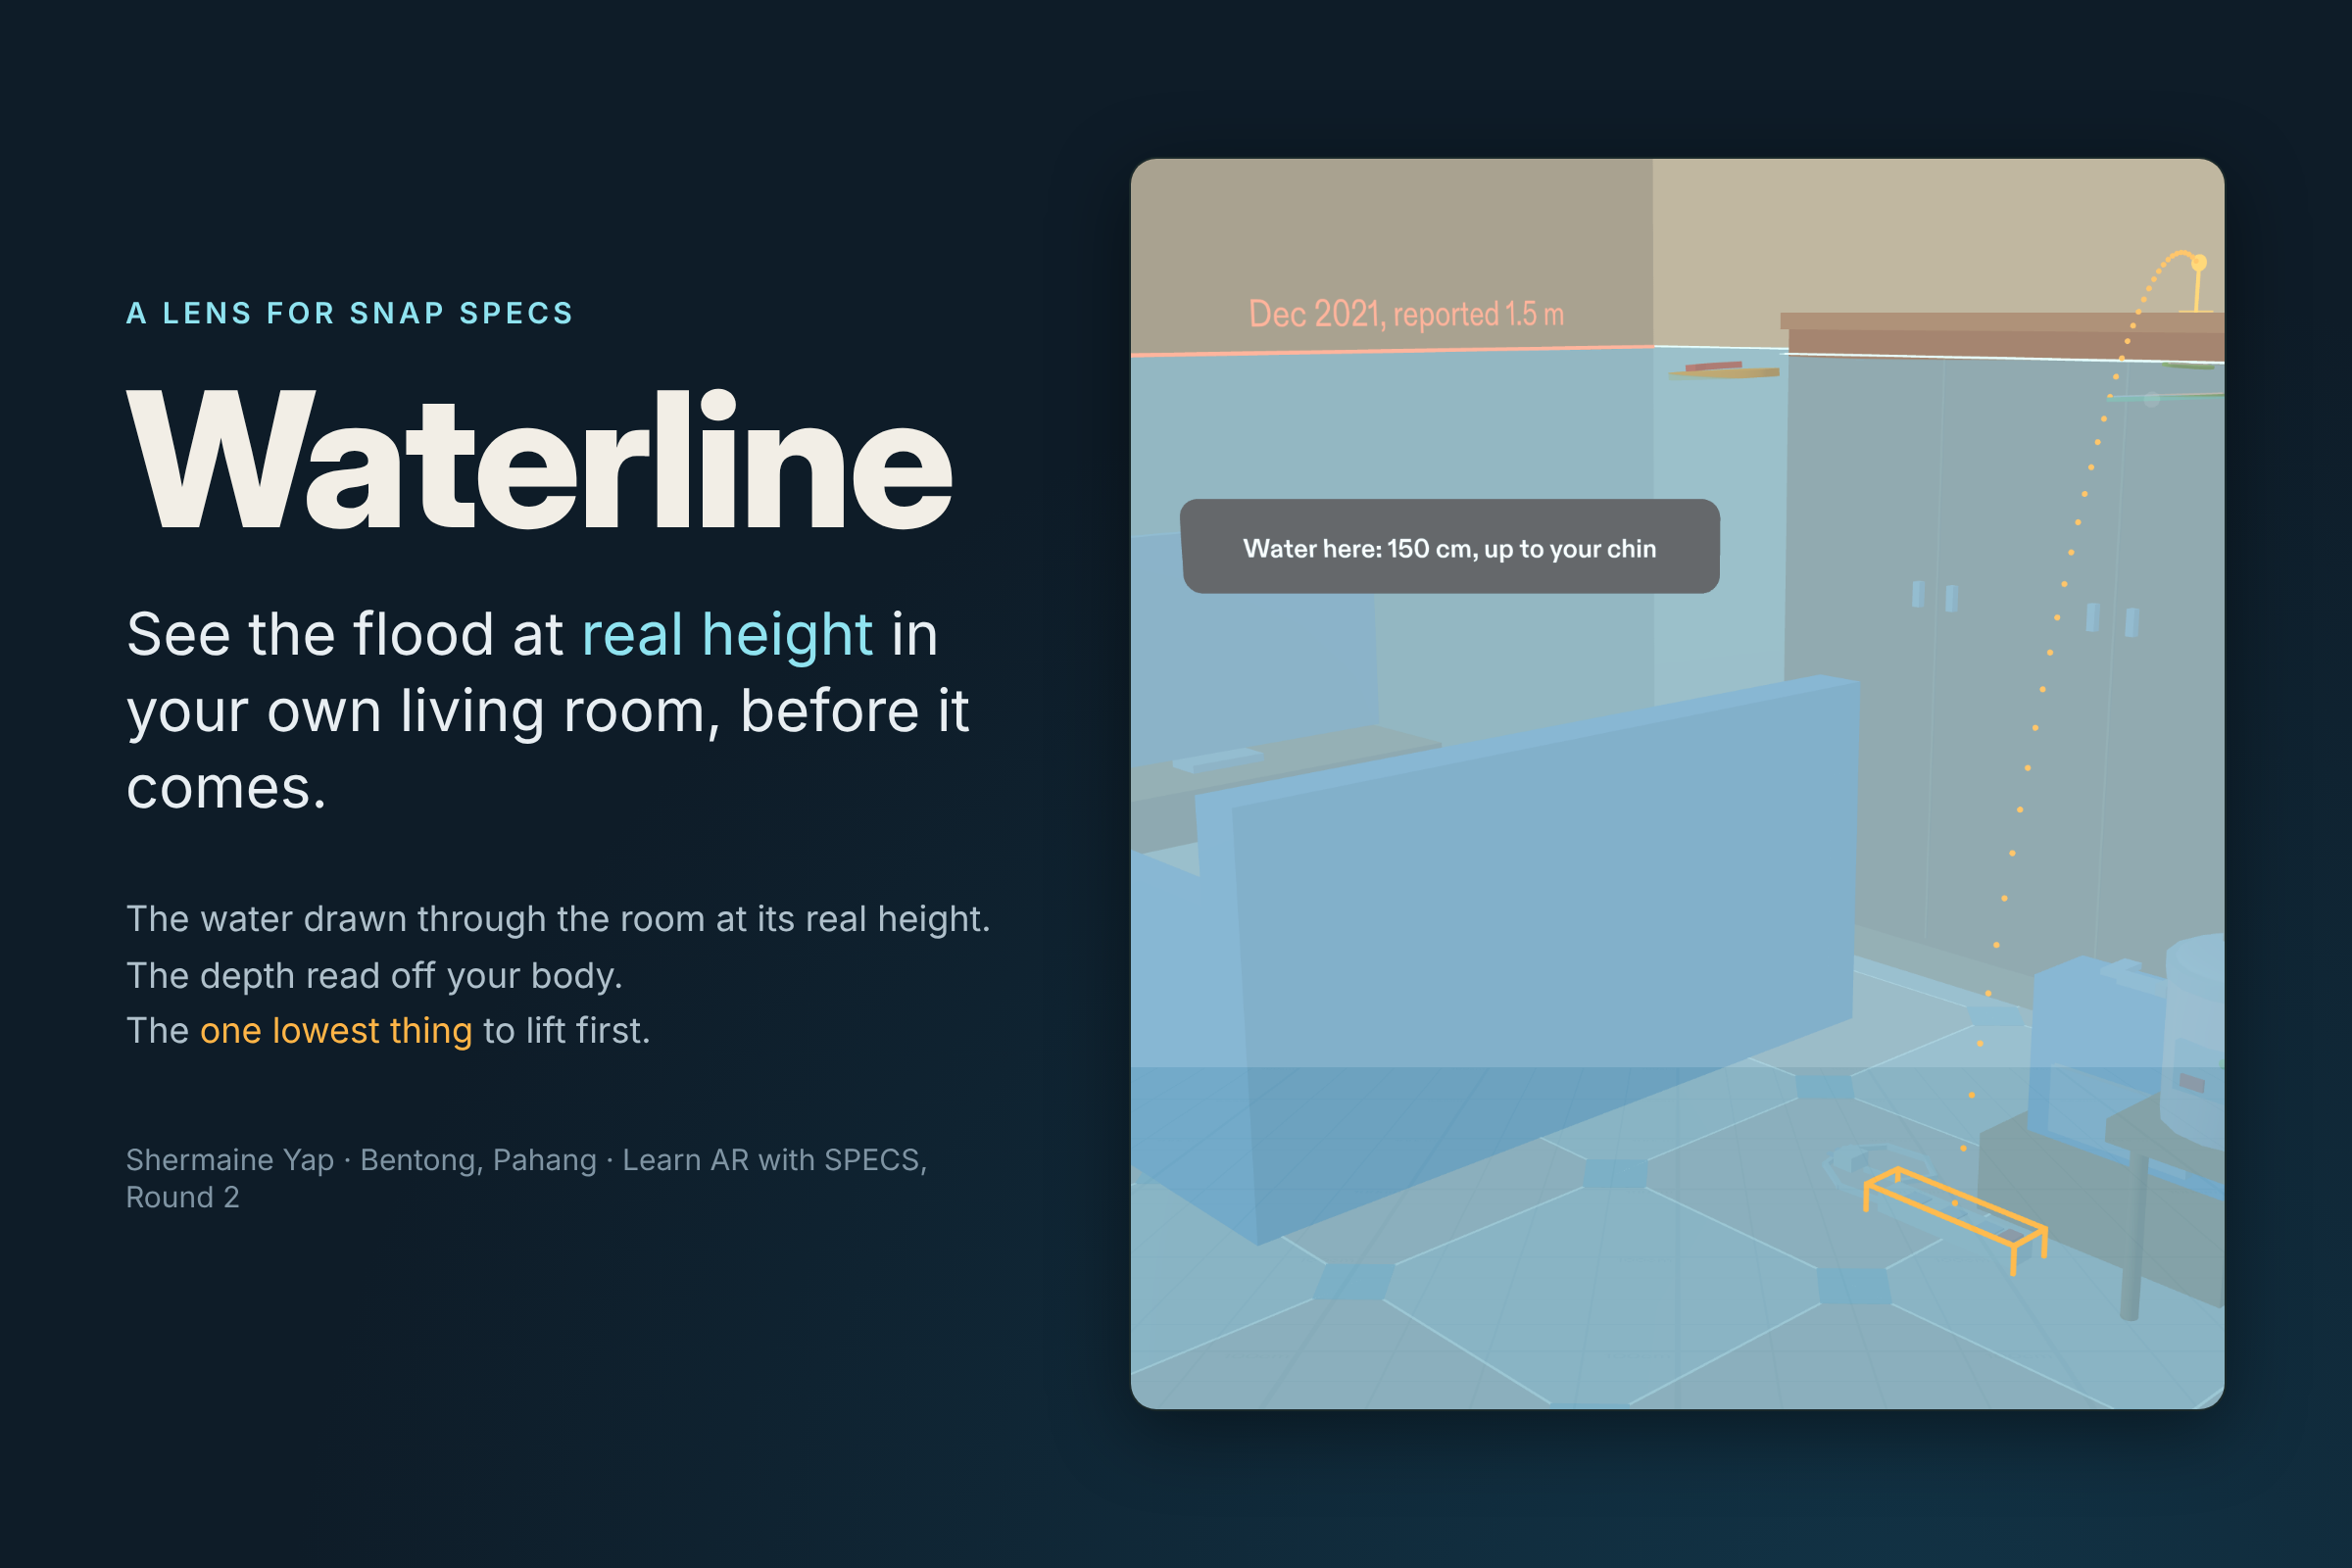 A LENS FOR SNAP SPECS
Waterline
See the flood at real height in
your own living room, before it
comes.
The water drawn through the room at its real height.
The depth read off your body.
The one lowest thing to lift first.
Shermaine Yap · Bentong, Pahang · Learn AR with SPECS,
Round 2
Dec 2021, reported 1.5 m
Water here: 150 cm, up to your chin